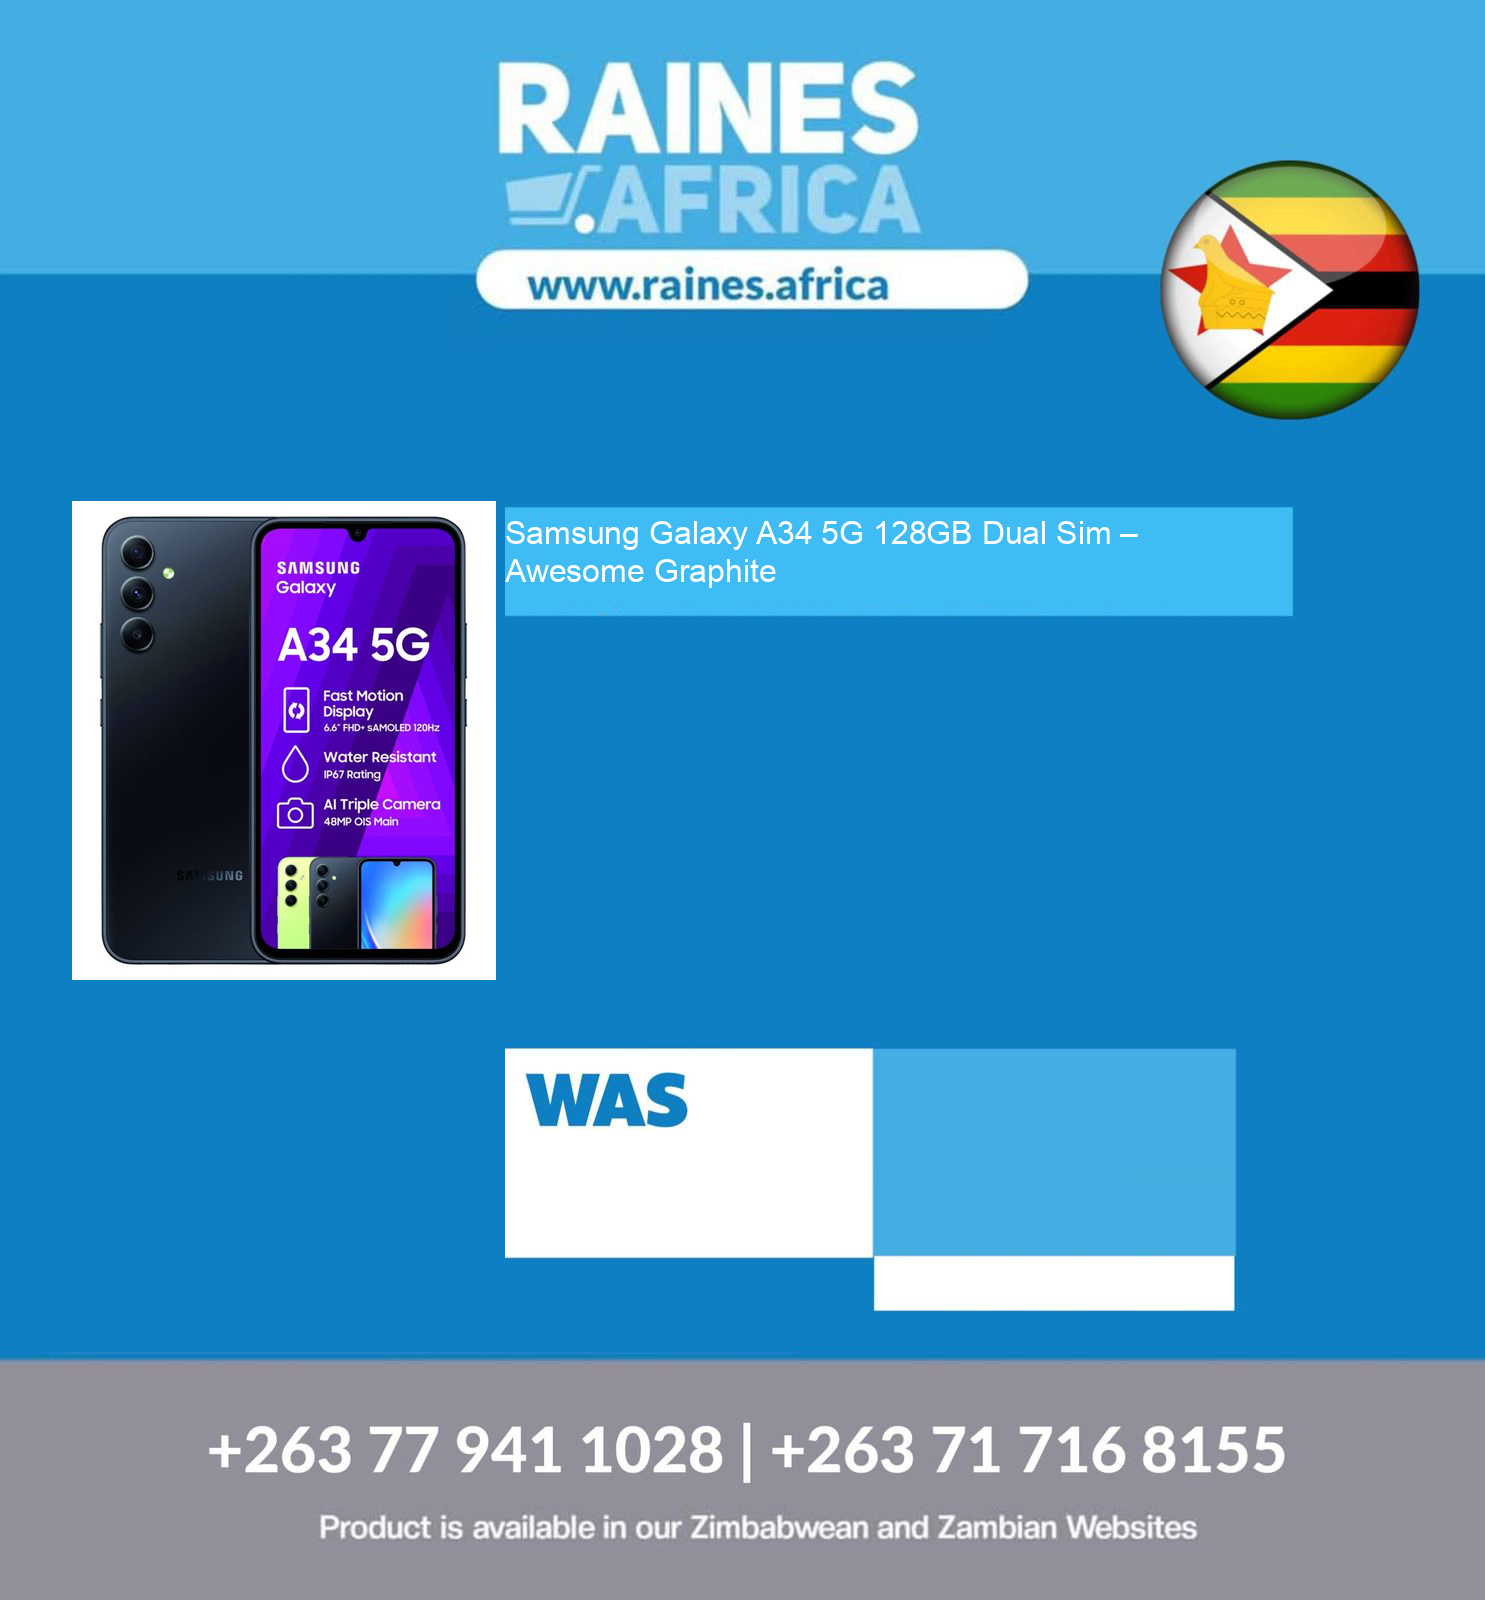 RAINES
.AFRICA
www.raines.africa
Samsung Galaxy A34 5G 128GB Dual Sim –
Awesome Graphite
SAMSUNG
Galaxy
A34 5G
Fast Motion
Display
6.6" FHD+ sAMOLED 120Hz
Water Resistant
IP67 Rating
AI Triple Camera
48MP OIS Main
SAMSUNG
WAS
+263 77 941 1028 | +263 71 716 8155
Product is available in our Zimbabwean and Zambian Websites